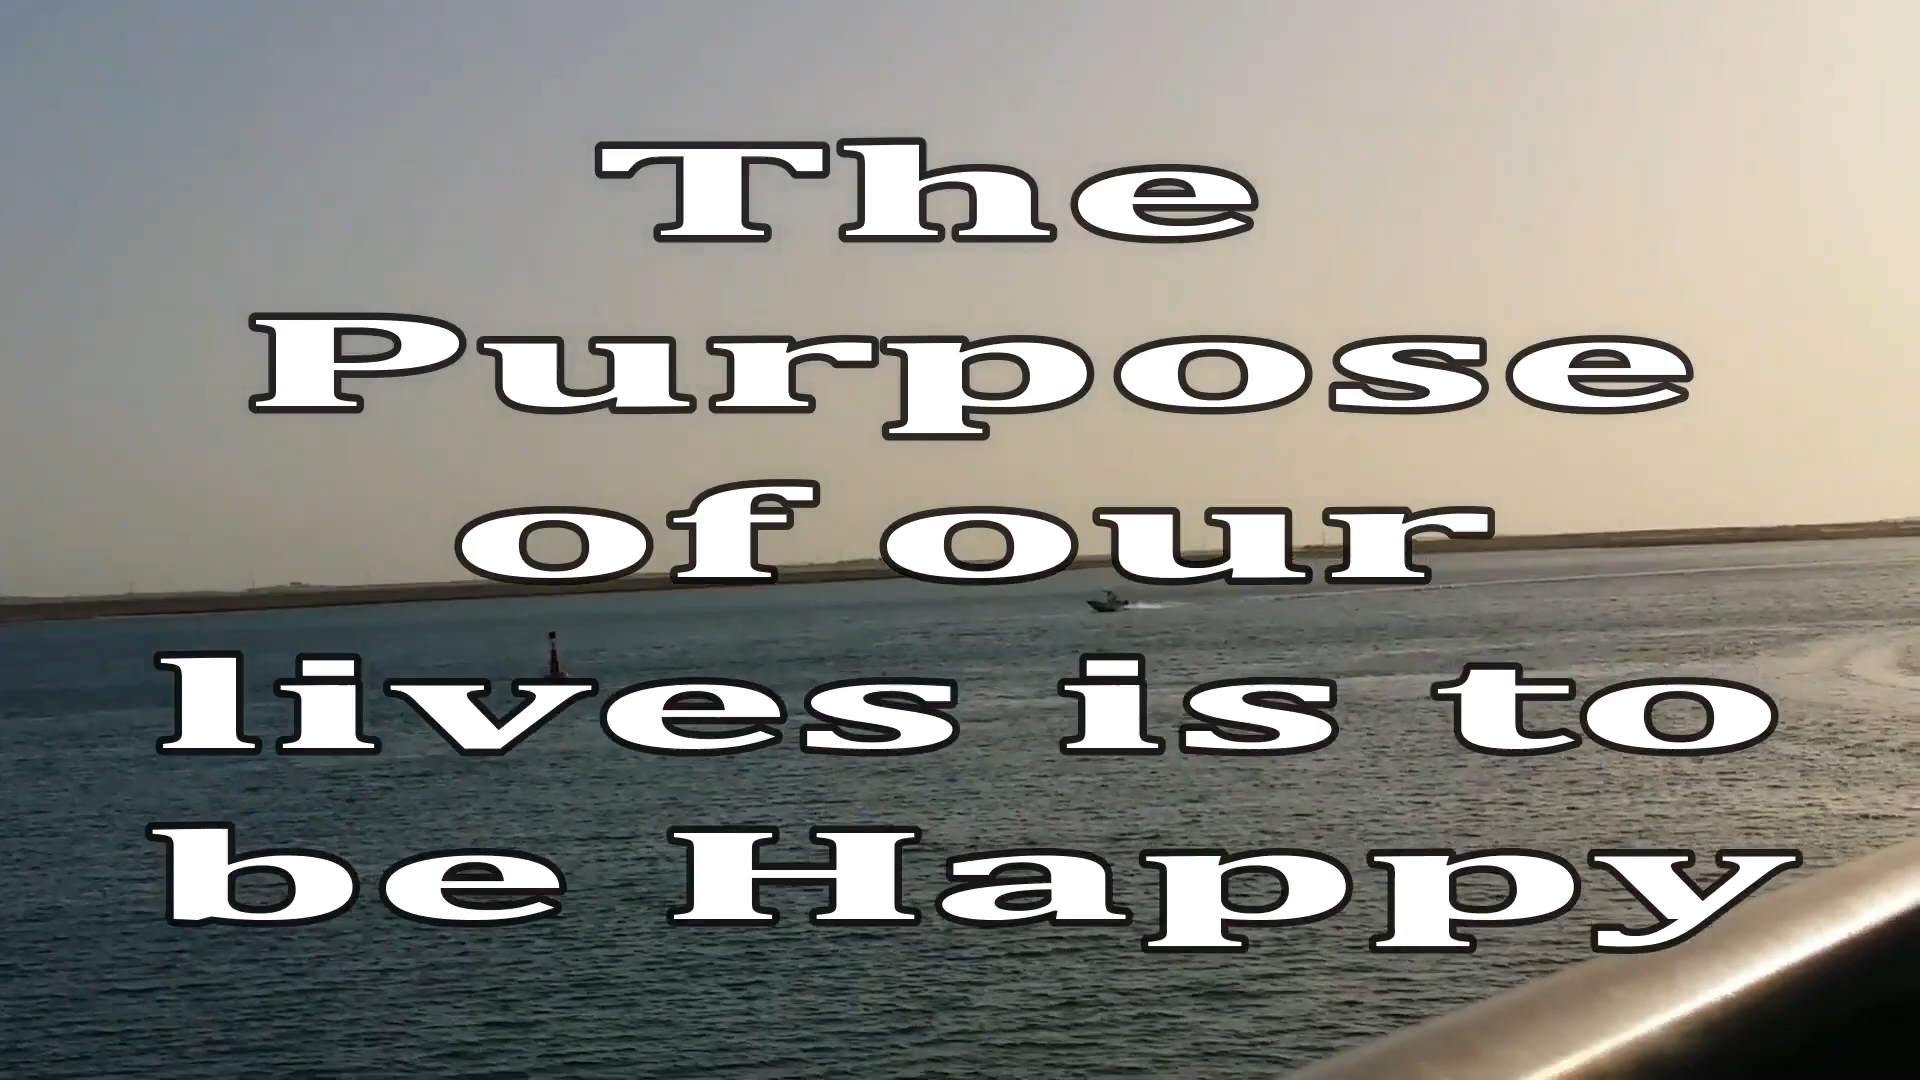 The
Purpose
of our
lives is to
be Happy